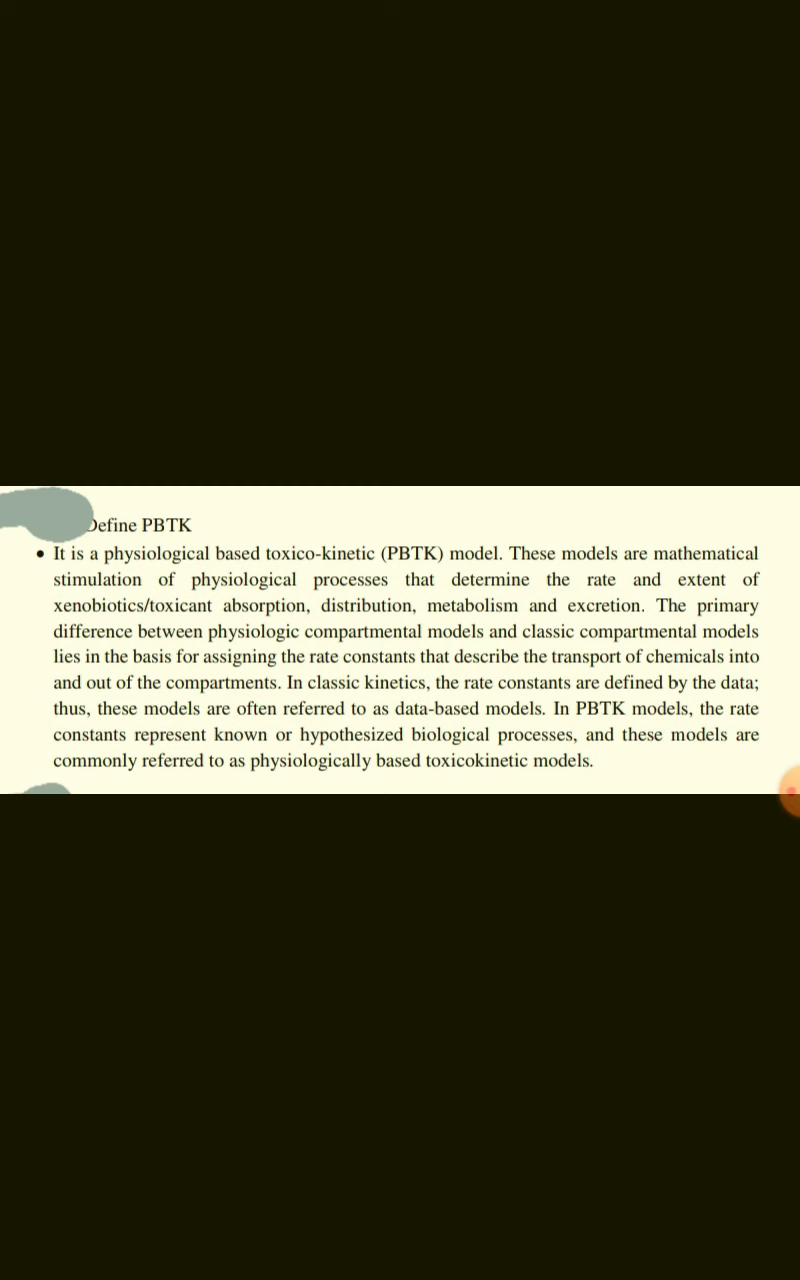 Define PBTK
• It is a physiological based toxico-kinetic (PBTK) model. These models are mathematical
stimulation of physiological processes that determine the rate and extent of
xenobiotics/toxicant absorption, distribution, metabolism and excretion. The primary
difference between physiologic compartmental models and classic compartmental models
lies in the basis for assigning the rate constants that describe the transport of chemicals into
and out of the compartments. In classic kinetics, the rate constants are defined by the data;
thus, these models are often referred to as data-based models. In PBTK models, the rate
constants represent known or hypothesized biological processes, and these models are
commonly referred to as physiologically based toxicokinetic models.